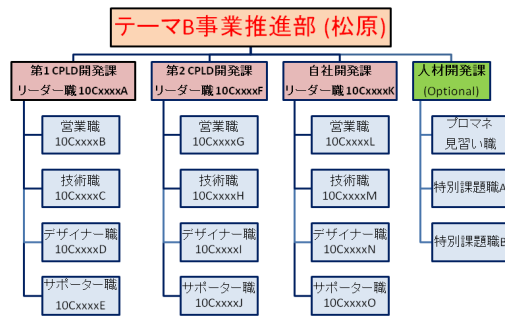 テーマB事業推進部 (松原)
第1 CPLD開発課
リーダー職 10CxxxxA
営業職
10CxxxxB
技術職
10CxxxxC
デザイナー職
10CxxxxD
サポーター職
10CxxxxE
第2 CPLD開発課
リーダー職 10CxxxxF
営業職
10CxxxxG
技術職
10CxxxxH
デザイナー職
10CxxxxI
サポーター職
10CxxxxJ
自社開発課
リーダー職 10CxxxxK
営業職
10CxxxxL
技術職
10CxxxxM
デザイナー職
10CxxxxN
サポーター職
10CxxxxO
人材開発課
(Optional)
プロマネ
見習い職
特別課題職A
特別課題職B